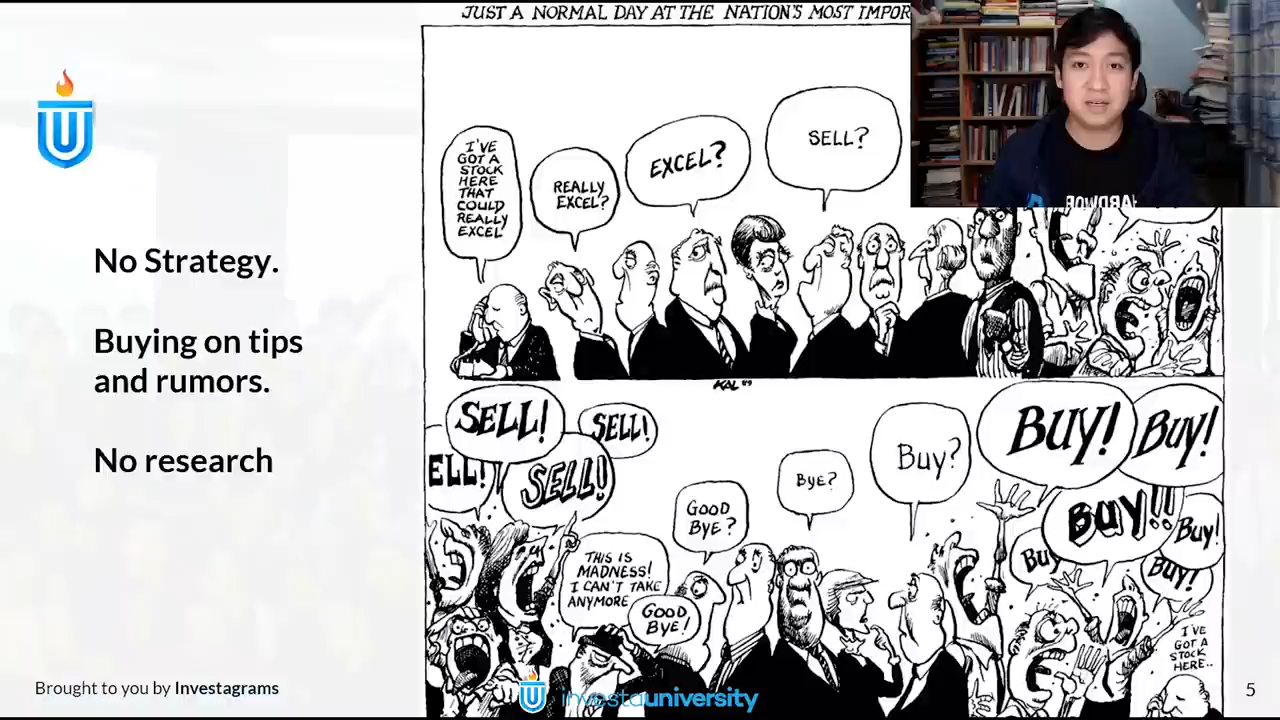 JUST A NORMAL DAY AT THE NATION'S MOST IMPOR
U
No Strategy.
Buying on tips
and rumors.
No research
I'VE
GOT A
STOCK
HERE
THAT
COULD
REALLY
EXCEL
REALLY
EXCEL?
EXCEL?
SELL?
KAL
SELL!
SELL!
ELL!
SELL!
THIS IS
MADNESS!
I CAN'T TAKE
ANYMORE
GOOD
BYE!
GOOD
BYE?
BYE?
Buy?
BUY!
BUY!
BUY!!
BUY!
BUY
BUY!
I'VE
GOT A
STOCK
HERE..
Brought to you by Investagrams
U investauniversity
5